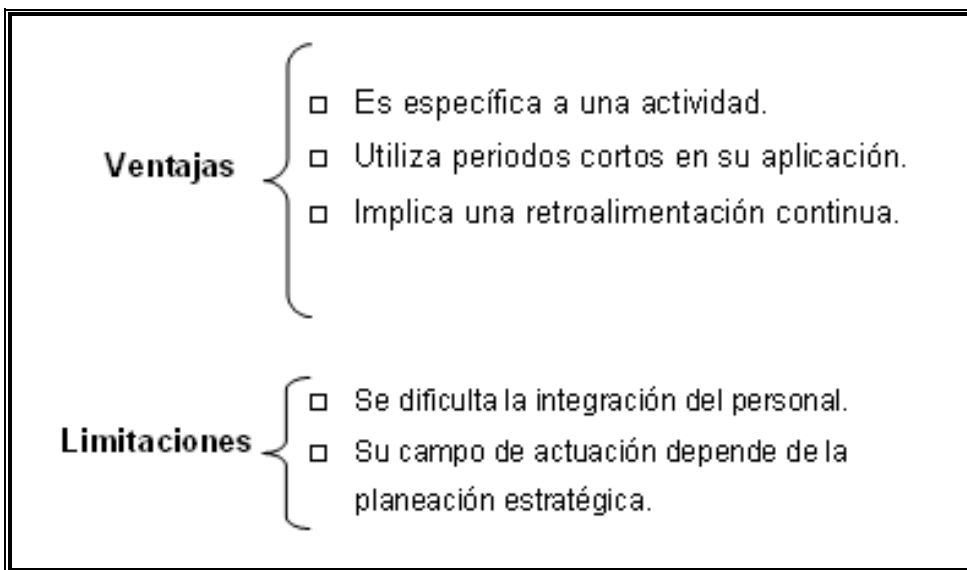 Ventajas
□ Es específica a una actividad.
□ Utiliza periodos cortos en su aplicación.
□ Implica una retroalimentación continua.
Limitaciones
□ Se dificulta la integración del personal.
□ Su campo de actuación depende de la
planeación estratégica.